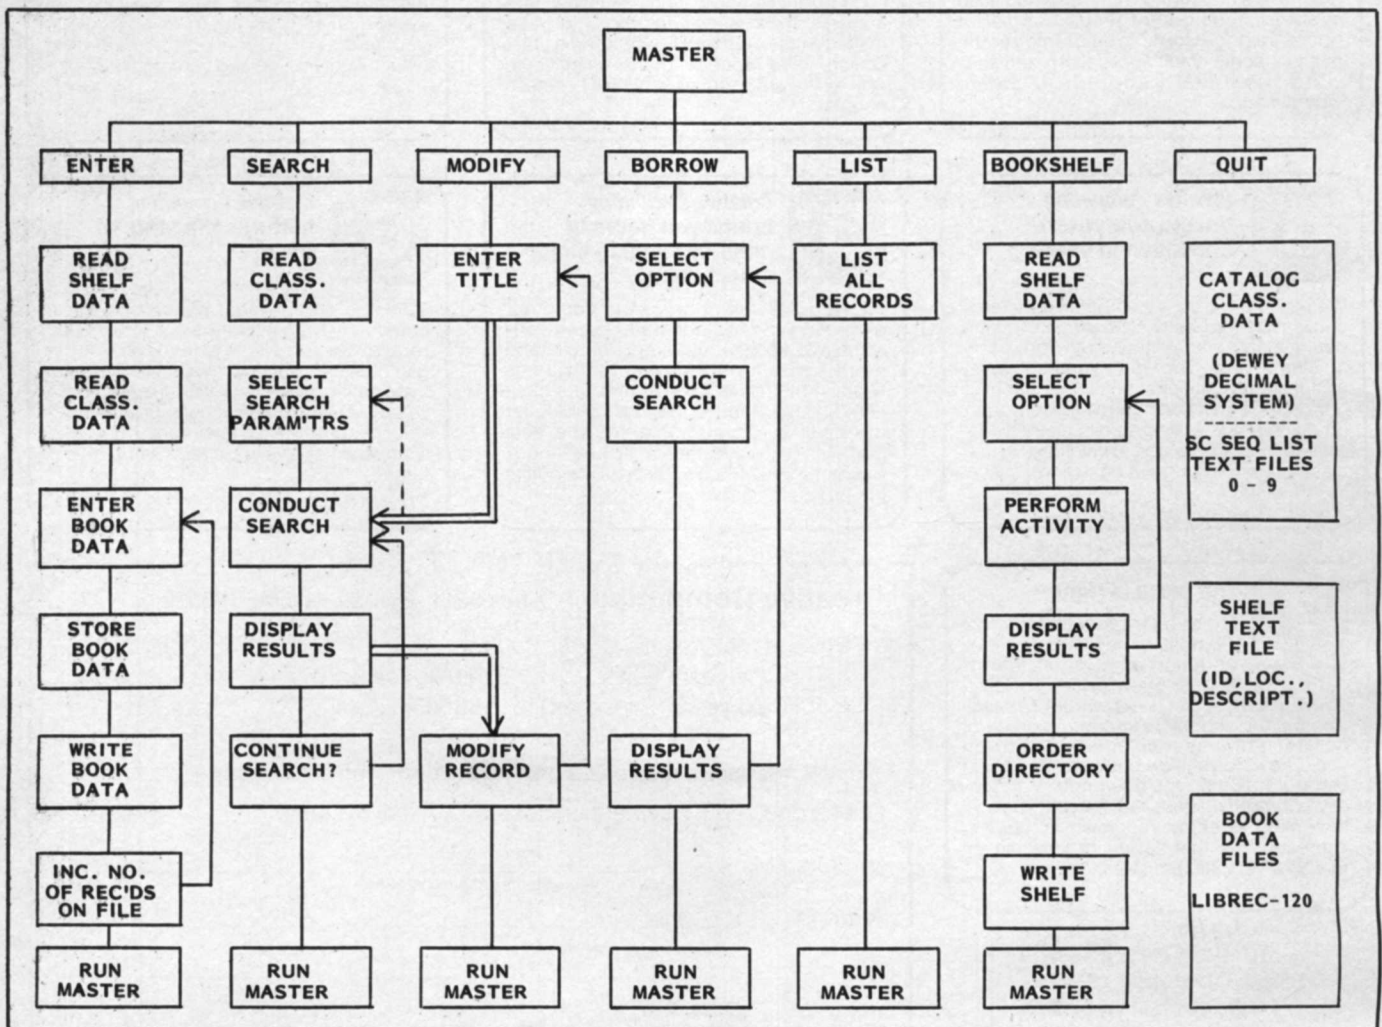 MASTER
ENTER
SEARCH
MODIFY
BORROW
LIST
BOOKSHELF
QUIT
READ
SHELF
DATA
READ
CLASS.
DATA
ENTER
TITLE
SELECT
OPTION
LIST
ALL
RECORDS
READ
SHELF
DATA
CATALOG
CLASS.
DATA
(DEWEY
DECIMAL
SYSTEM)
SC SEQ LIST
TEXT FILES
0 - 9
READ
CLASS.
DATA
SELECT
SEARCH
PARAM'TRS
CONDUCT
SEARCH
SELECT
OPTION
ENTER
BOOK
DATA
CONDUCT
SEARCH
PERFORM
ACTIVITY
STORE
BOOK
DATA
DISPLAY
RESULTS
DISPLAY
RESULTS
SHELF
TEXT
FILE
(ID,LOC.,
DESCRIPT.)
WRITE
BOOK
DATA
CONTINUE
SEARCH?
MODIFY
RECORD
DISPLAY
RESULTS
ORDER
DIRECTORY
BOOK
DATA
FILES
LIBREC-120
INC. NO.
OF REC'DS
ON FILE
WRITE
SHELF
RUN
MASTER
RUN
MASTER
RUN
MASTER
RUN
MASTER
RUN
MASTER
RUN
MASTER